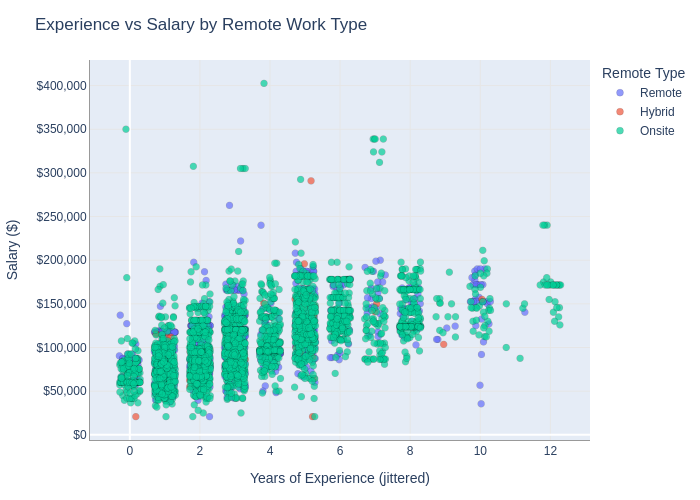 Experience vs Salary by Remote Work Type
Remote Type
Remote
Hybrid
Onsite
$400,000
$350,000
$300,000
$250,000
$200,000
$150,000
$100,000
$50,000
$0
Salary ($)
0
2
4
6
8
10
12
Years of Experience (jittered)